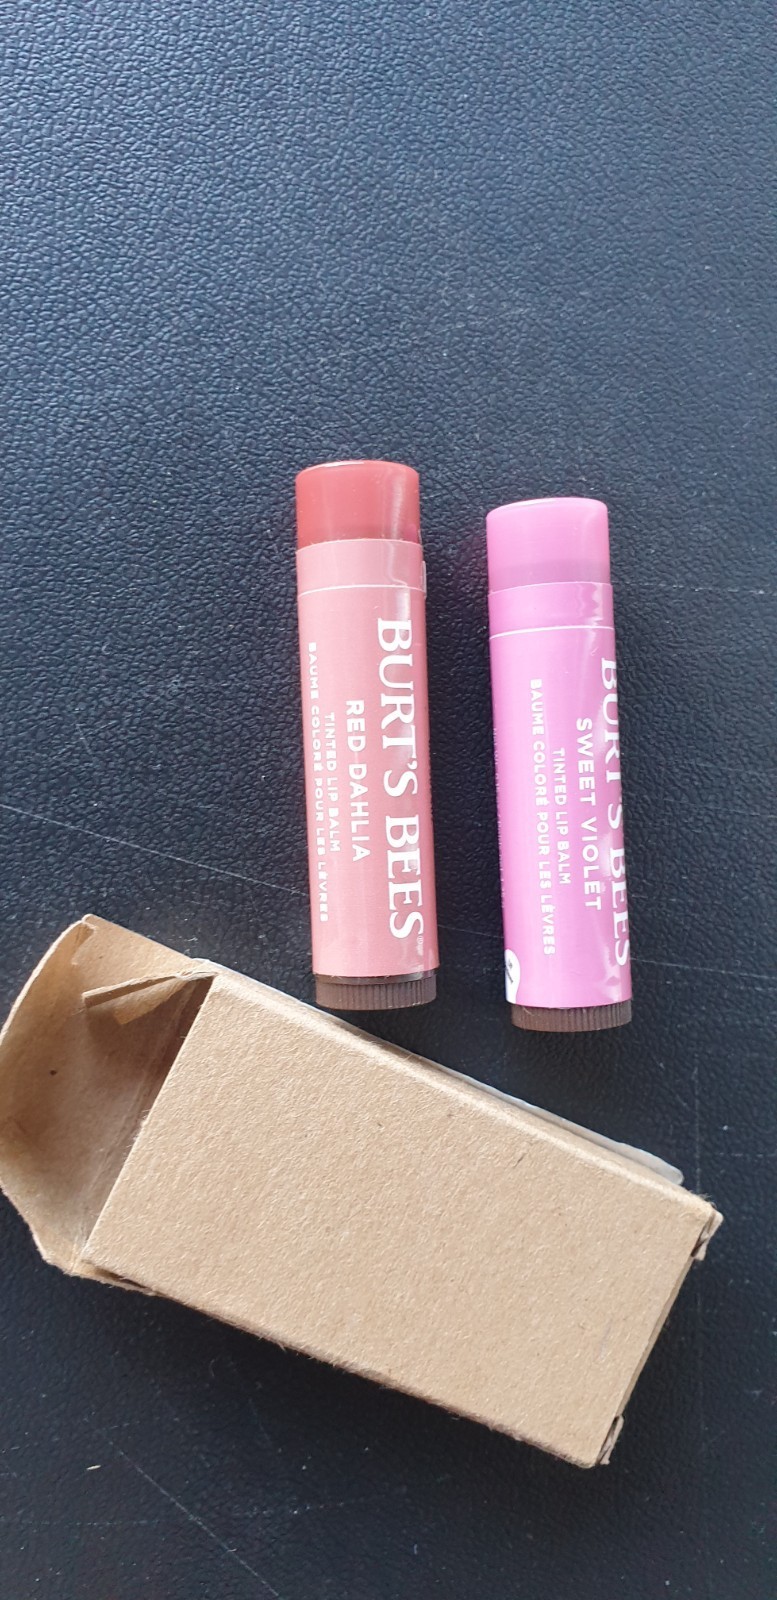 BURT'S BEES
RED DAHLIA
TINTED LIP BALM
BAUME COLORÉ POUR LES LÈVRES
BURT'S BEES
SWEET VIOLET
TINTED LIP BALM
BAUME COLORÉ POUR LES LÈVRES